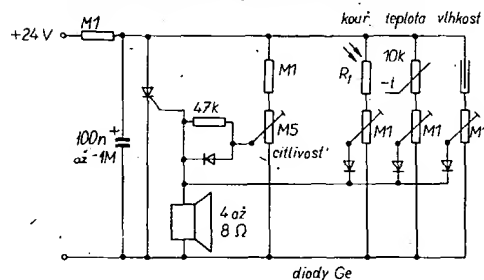 kouř teplota vlhkost
M1
+24 V
10k
R1
-t
M1
47k
M5
M1
M1
M1
100n +
až 1M
citlivost
4 až
8 Ω
diody Ge